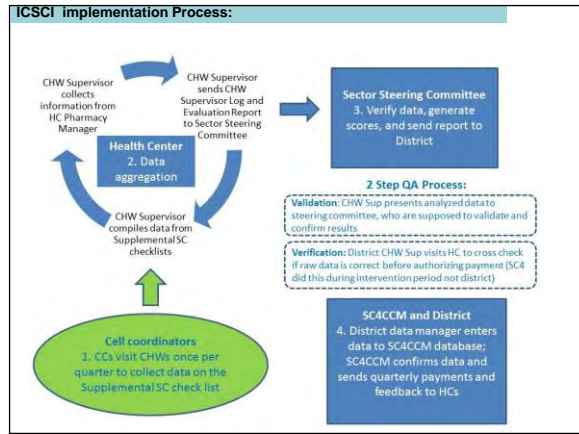 ICSCI implementation Process:
CHW Supervisor
collects
information from
HC Pharmacy
Manager
CHW Supervisor
sends CHW
Supervisor Log and
Evaluation Report
to Sector Steering
Committee
Health Center
2. Data
aggregation
CHW Supervisor
compiles data from
Supplemental SC
checklists
Cell coordinators
1. CCs visit CHWs once per
quarter to collect data on the
Supplemental SC check list
Sector Steering Committee
3. Verify data, generate
scores, and send report to
District
2 Step QA Process:
Validation: CHW Sup presents analyzed data to
steering committee, who are supposed to validate and
confirm results
Verification: District CHW Sup visits HC to cross check
if raw data is correct before authorizing payment (SC4
did this during intervention period not district)
SC4CCM and District
4. District data manager enters
data to SC4CCM database;
SC4CCM confirms data and
sends quarterly payments and
feedback to HCs